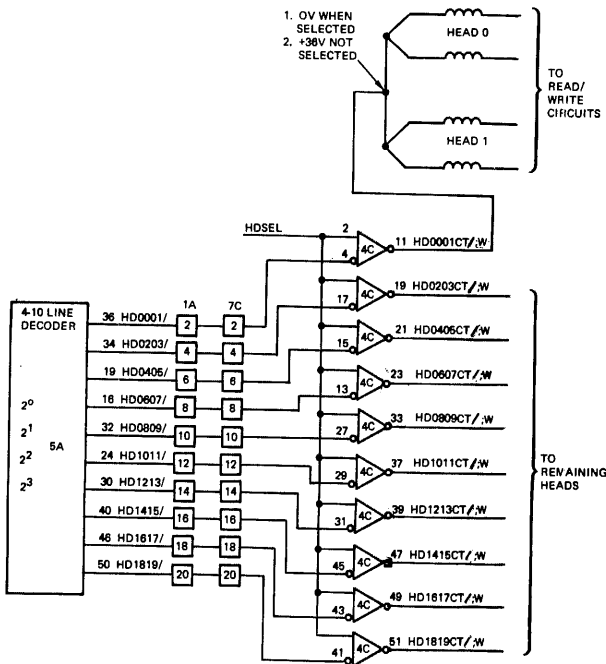 1. 0V WHEN
SELECTED
2. +36V NOT
SELECTED
HEAD 0
HEAD 1
TO
READ/
WRITE
CIRCUITS
HDSEL
2
4
4C
11 HD0001CT/;W
17
4C
19 HD0203CT/;W
15
4C
21 HD0405CT/;W
13
4C
23 HD0607CT/;W
27
4C
33 HD0809CT/;W
29
4C
37 HD1011CT/;W
31
4C
39 HD1213CT/;W
45
4C
47 HD1415CT/;W
43
4C
49 HD1617CT/;W
41
4C
51 HD1819CT/;W
TO
REMAINING
HEADS
4-10 LINE
DECODER
5A
2⁰
2¹
2²
2³
1A 7C
36 HD0001/ 2 2
34 HD0203/ 4 4
19 HD0405/ 6 6
16 HD0607/ 8 8
32 HD0809/ 10 10
24 HD1011/ 12 12
30 HD1213/ 14 14
40 HD1415/ 16 16
46 HD1617/ 18 18
50 HD1819/ 20 20